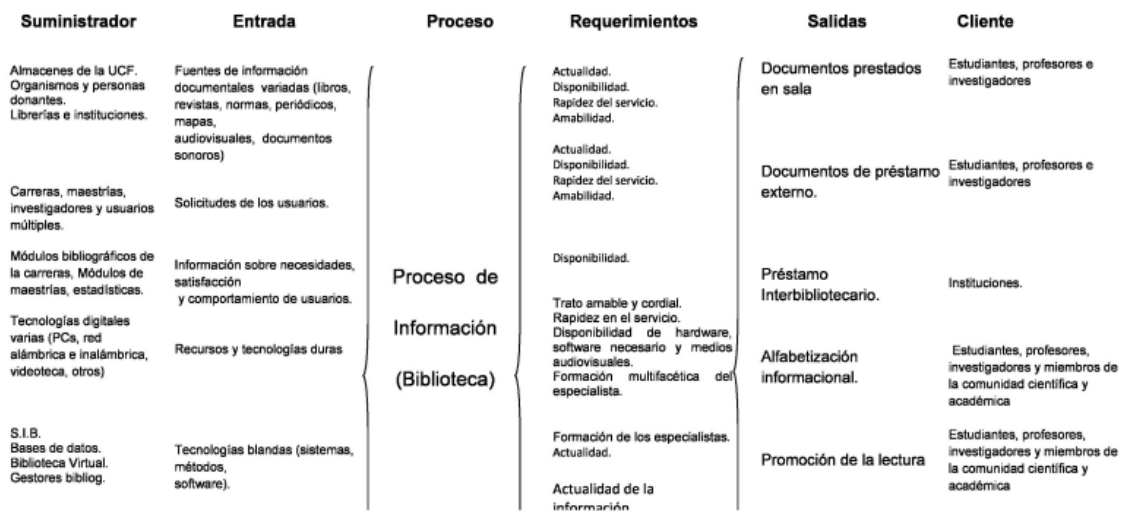 Suministrador
Entrada
Proceso
Requerimientos
Salidas
Cliente
Almacenes de la UCF.
Organismos y personas
donantes.
Librerías e instituciones.
Fuentes de información
documentales variadas (libros,
revistas, normas, periódicos,
mapas,
audiovisuales, documentos
sonoros)
Actualidad.
Disponibilidad.
Rapidez del servicio.
Amabilidad.
Documentos prestados
en sala
Estudiantes, profesores e
investigadores
Carreras, maestrías,
investigadores y usuarios
múltiples.
Solicitudes de los usuarios.
Actualidad.
Disponibilidad.
Rapidez del servicio.
Amabilidad.
Documentos de préstamo
externo.
Estudiantes, profesores e
investigadores
Módulos bibliográficos de
la carreras, Módulos de
maestrías, estadísticas.
Información sobre necesidades,
satisfacción
y comportamiento de usuarios.
Proceso de
Información
(Biblioteca)
Disponibilidad.
Préstamo
Interbibliotecario.
Instituciones.
Tecnologías digitales
varias (PCs, red
alámbrica e inalámbrica,
videoteca, otros)
Recursos y tecnologías duras
Trato amable y cordial.
Rapidez en el servicio.
Disponibilidad de hardware,
software necesario y medios
audiovisuales.
Formación multifacética del
especialista.
Alfabetización
informacional.
Estudiantes, profesores,
investigadores y miembros de
la comunidad científica y
académica
S.I.B.
Bases de datos.
Biblioteca Virtual.
Gestores bibliog.
Tecnologías blandas (sistemas,
métodos,
software).
Formación de los especialistas.
Actualidad.
Actualidad de la
información
Promoción de la lectura
Estudiantes, profesores,
investigadores y miembros de
la comunidad científica y
académica